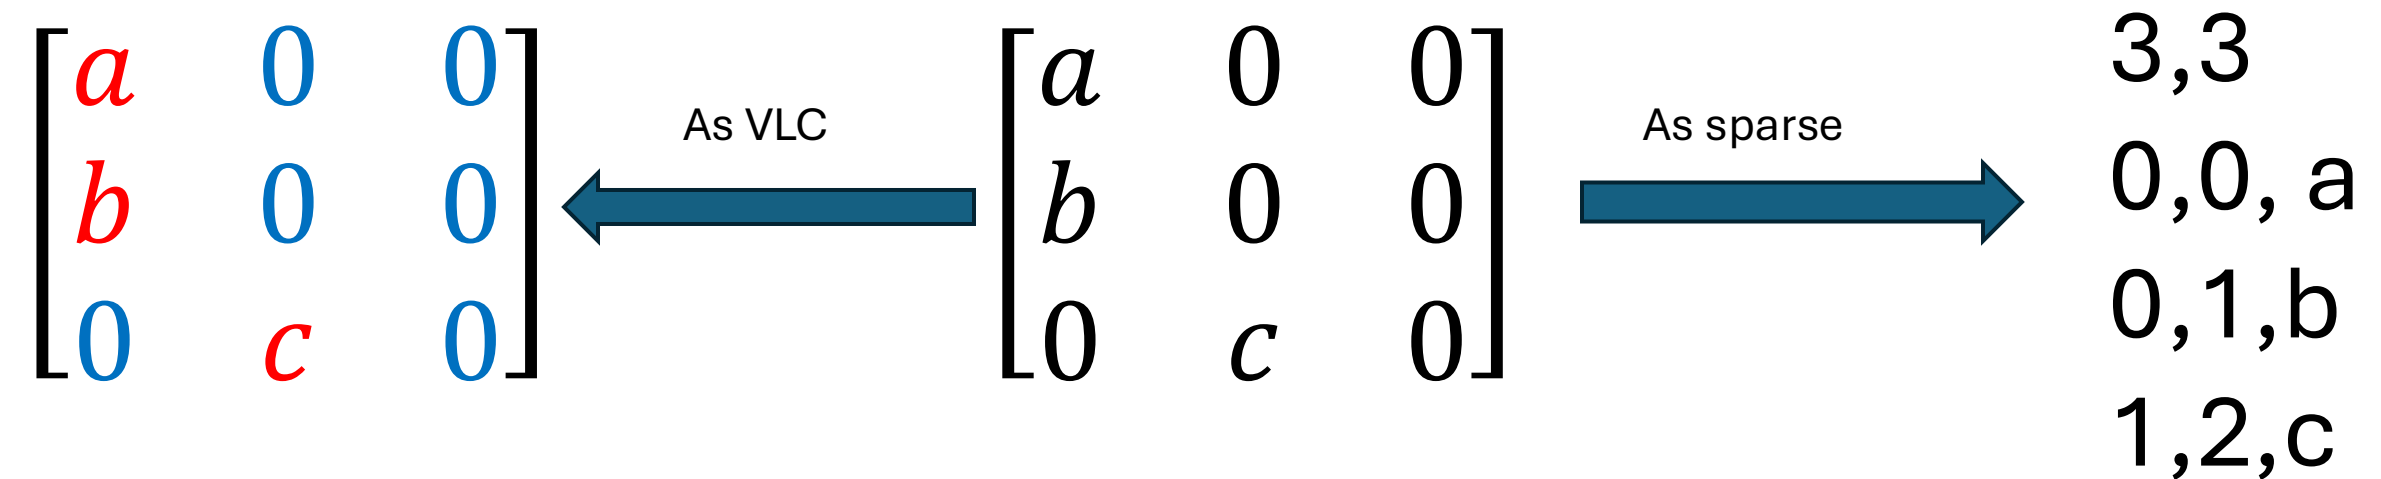 a 0 0
b 0 0
0 c 0
As VLC
a 0 0
b 0 0
0 c 0
As sparse
3,3
0,0, a
0,1,b
1,2,c